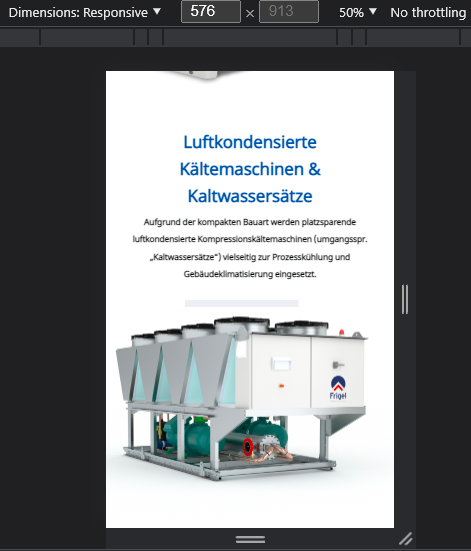 Dimensions: Responsive ▼ 576 × 913 50% ▼ No throttling
Luftkondensierte
Kältemaschinen &
Kaltwassersätze
Aufgrund der kompakten Bauart werden platzsparende
luftkondensierte Kompressionskältemaschinen (umgangsspr.
„Kaltwassersätze“) vielseitig zur Prozesskühlung und
Gebäudeklimatisierung eingesetzt.
Frigel